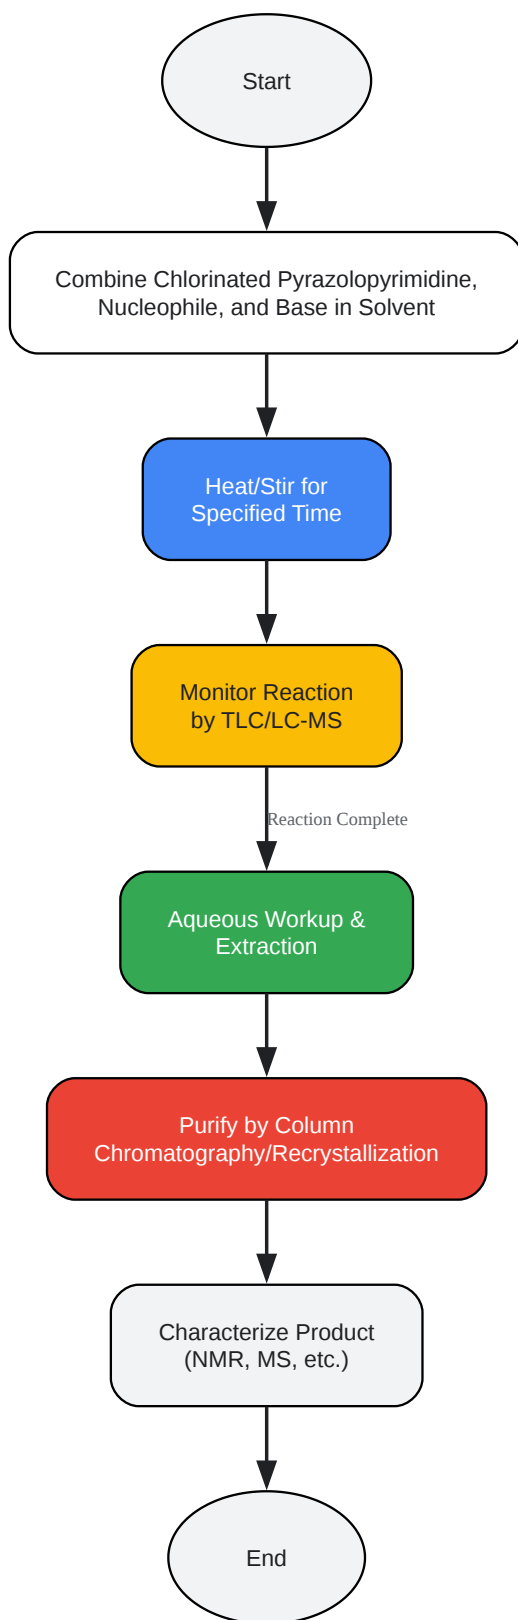 Start
Combine Chlorinated Pyrazolopyrimidine,
Nucleophile, and Base in Solvent
Heat/Stir for
Specified Time
Monitor Reaction
by TLC/LC-MS
Reaction Complete
Aqueous Workup &
Extraction
Purify by Column
Chromatography/Recrystallization
Characterize Product
(NMR, MS, etc.)
End